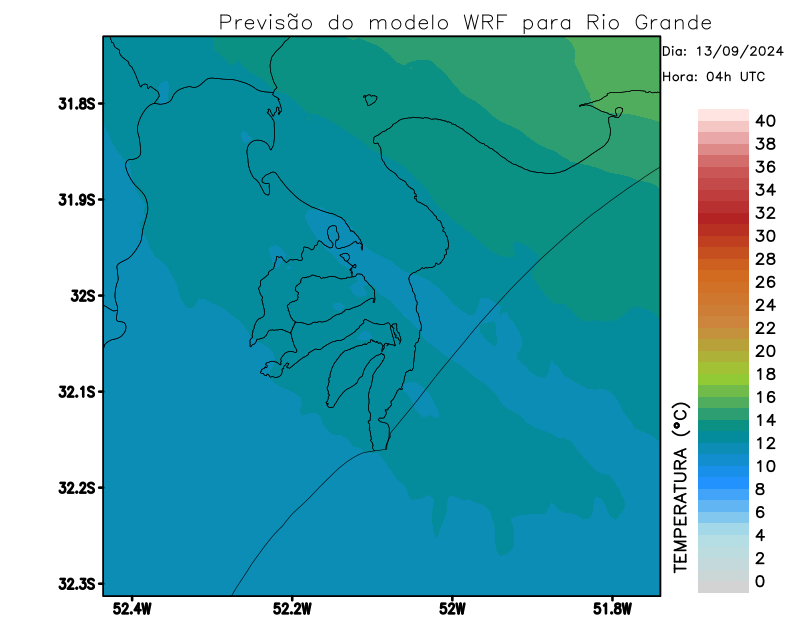 Previsão do modelo WRF para Rio Grande
Dia: 13/09/2024
Hora: 04h UTC
31.8S
31.9S
32S
32.1S
32.2S
32.3S
52.4W
52.2W
52W
51.8W
TEMPERATURA (°C)
40
38
36
34
32
30
28
26
24
22
20
18
16
14
12
10
8
6
4
2
0